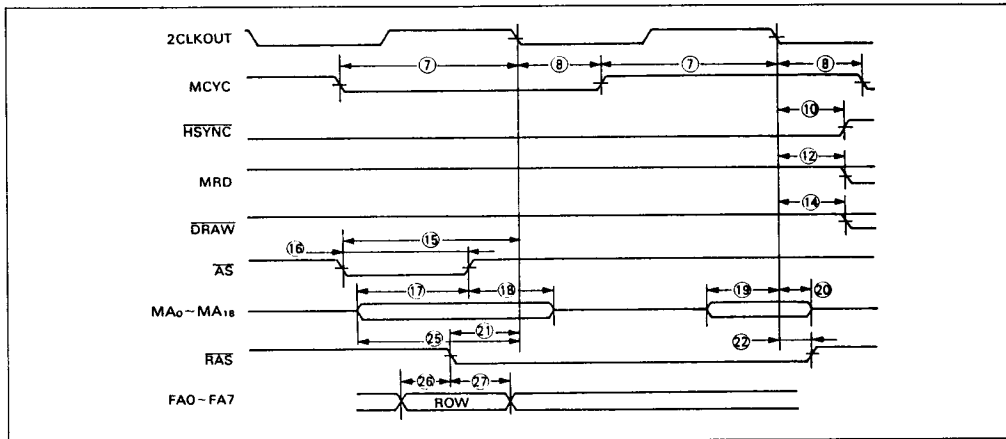 2CLKOUT
⑦ ⑧ ⑦ ⑧
MCYC
⑩
HSYNC
⑫
MRD
⑭
DRAW
⑯ ⑮
AS
⑰ ⑱ ⑲ ⑳
MA₀~MA₁₈
㉑
㉕ ㉒
RAS
㉖ ㉗
FA0~FA7 ROW